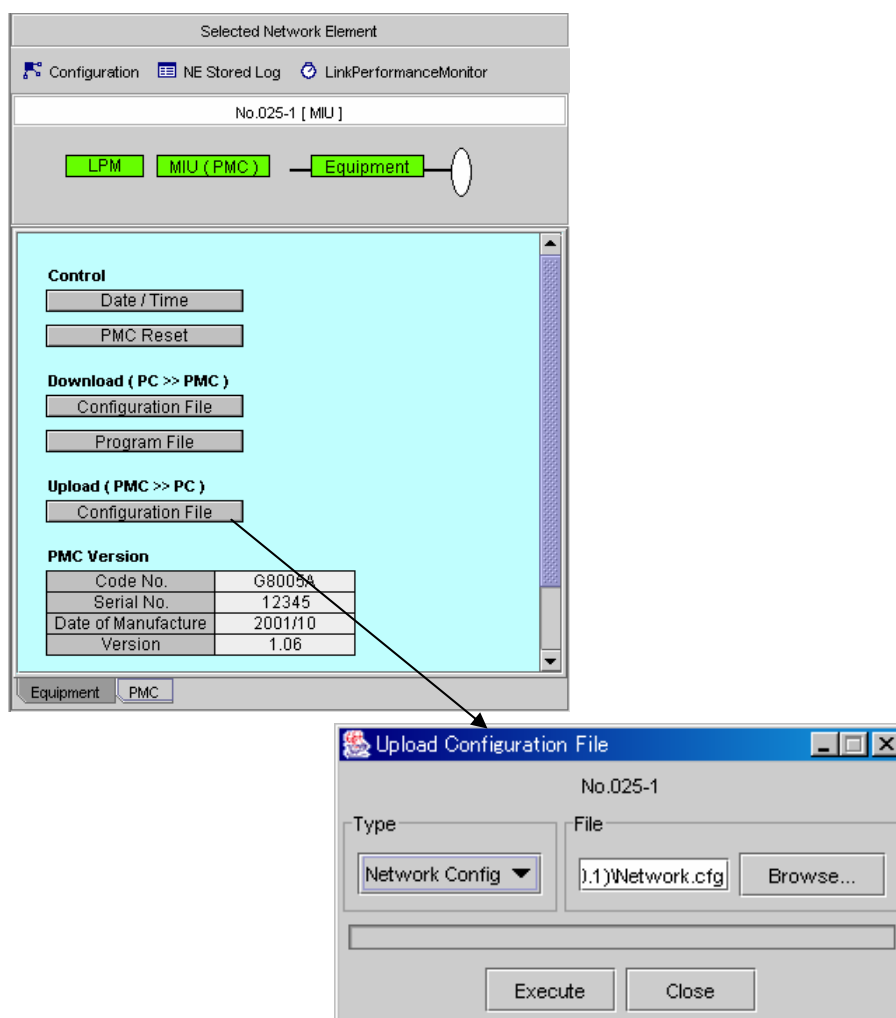 Selected Network Element
Configuration NE Stored Log LinkPerformanceMonitor
No.025-1 [ MIU ]
LPM MIU ( PMC ) Equipment
Control
Date / Time
PMC Reset
Download ( PC >> PMC )
Configuration File
Program File
Upload ( PMC >> PC )
Configuration File
PMC Version
Code No. G8005A
Serial No. 12345
Date of Manufacture 2001/10
Version 1.06
Equipment PMC
Upload Configuration File
No.025-1
Type File
Network Config ).1)\Network.cfg Browse...
Execute Close